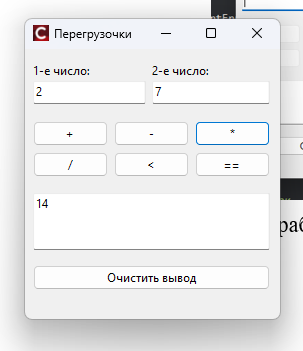 Перегрузочки
1-е число: 2-е число:
2 7
+ - *
/ < ==
14
Очистить вывод